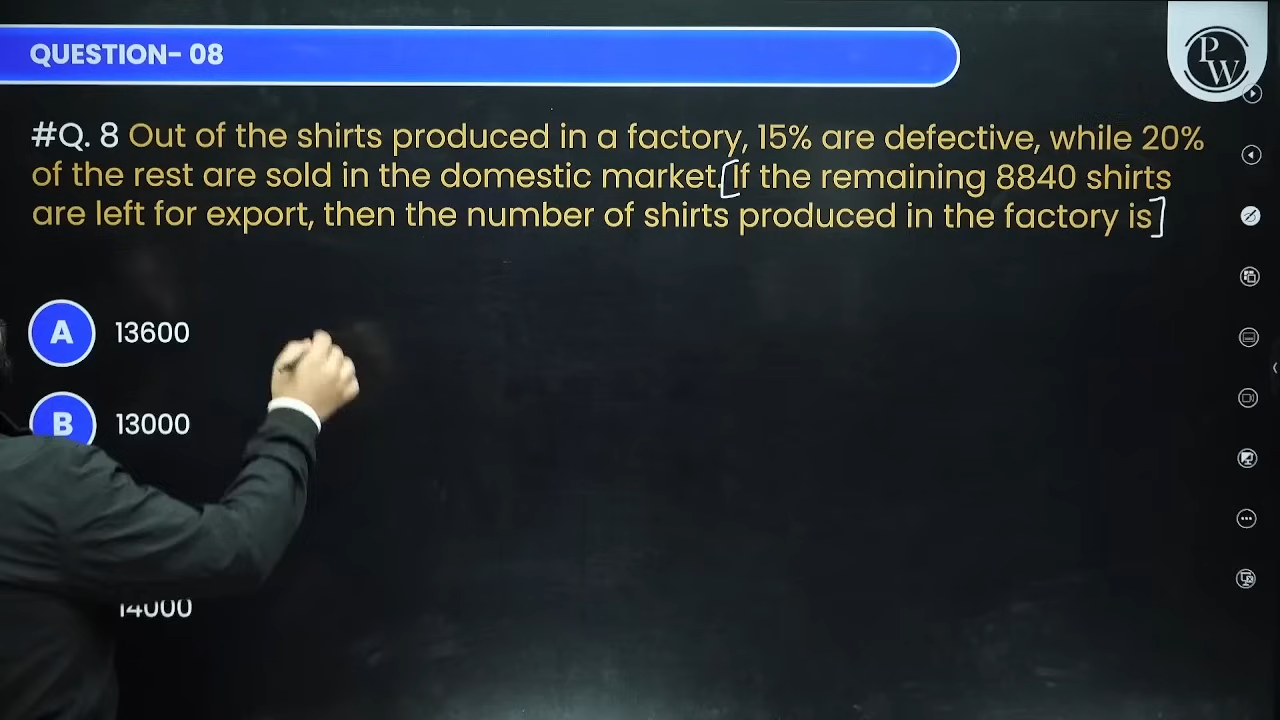 QUESTION- 08
PW
#Q. 8 Out of the shirts produced in a factory, 15% are defective, while 20%
of the rest are sold in the domestic market. If the remaining 8840 shirts
are left for export, then the number of shirts produced in the factory is
A 13600
B 13000
14000